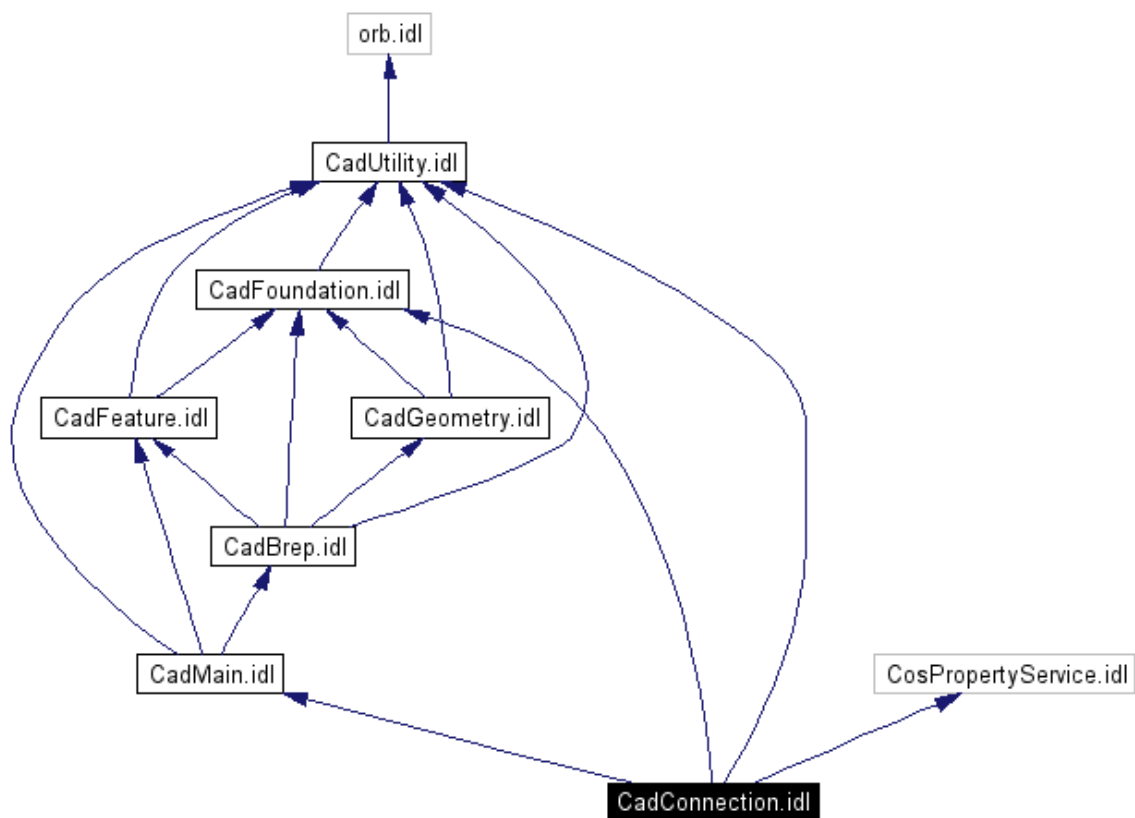 orb.idl
CadUtility.idl
CadFoundation.idl
CadFeature.idl
CadGeometry.idl
CadBrep.idl
CadMain.idl
CosPropertyService.idl
CadConnection.idl